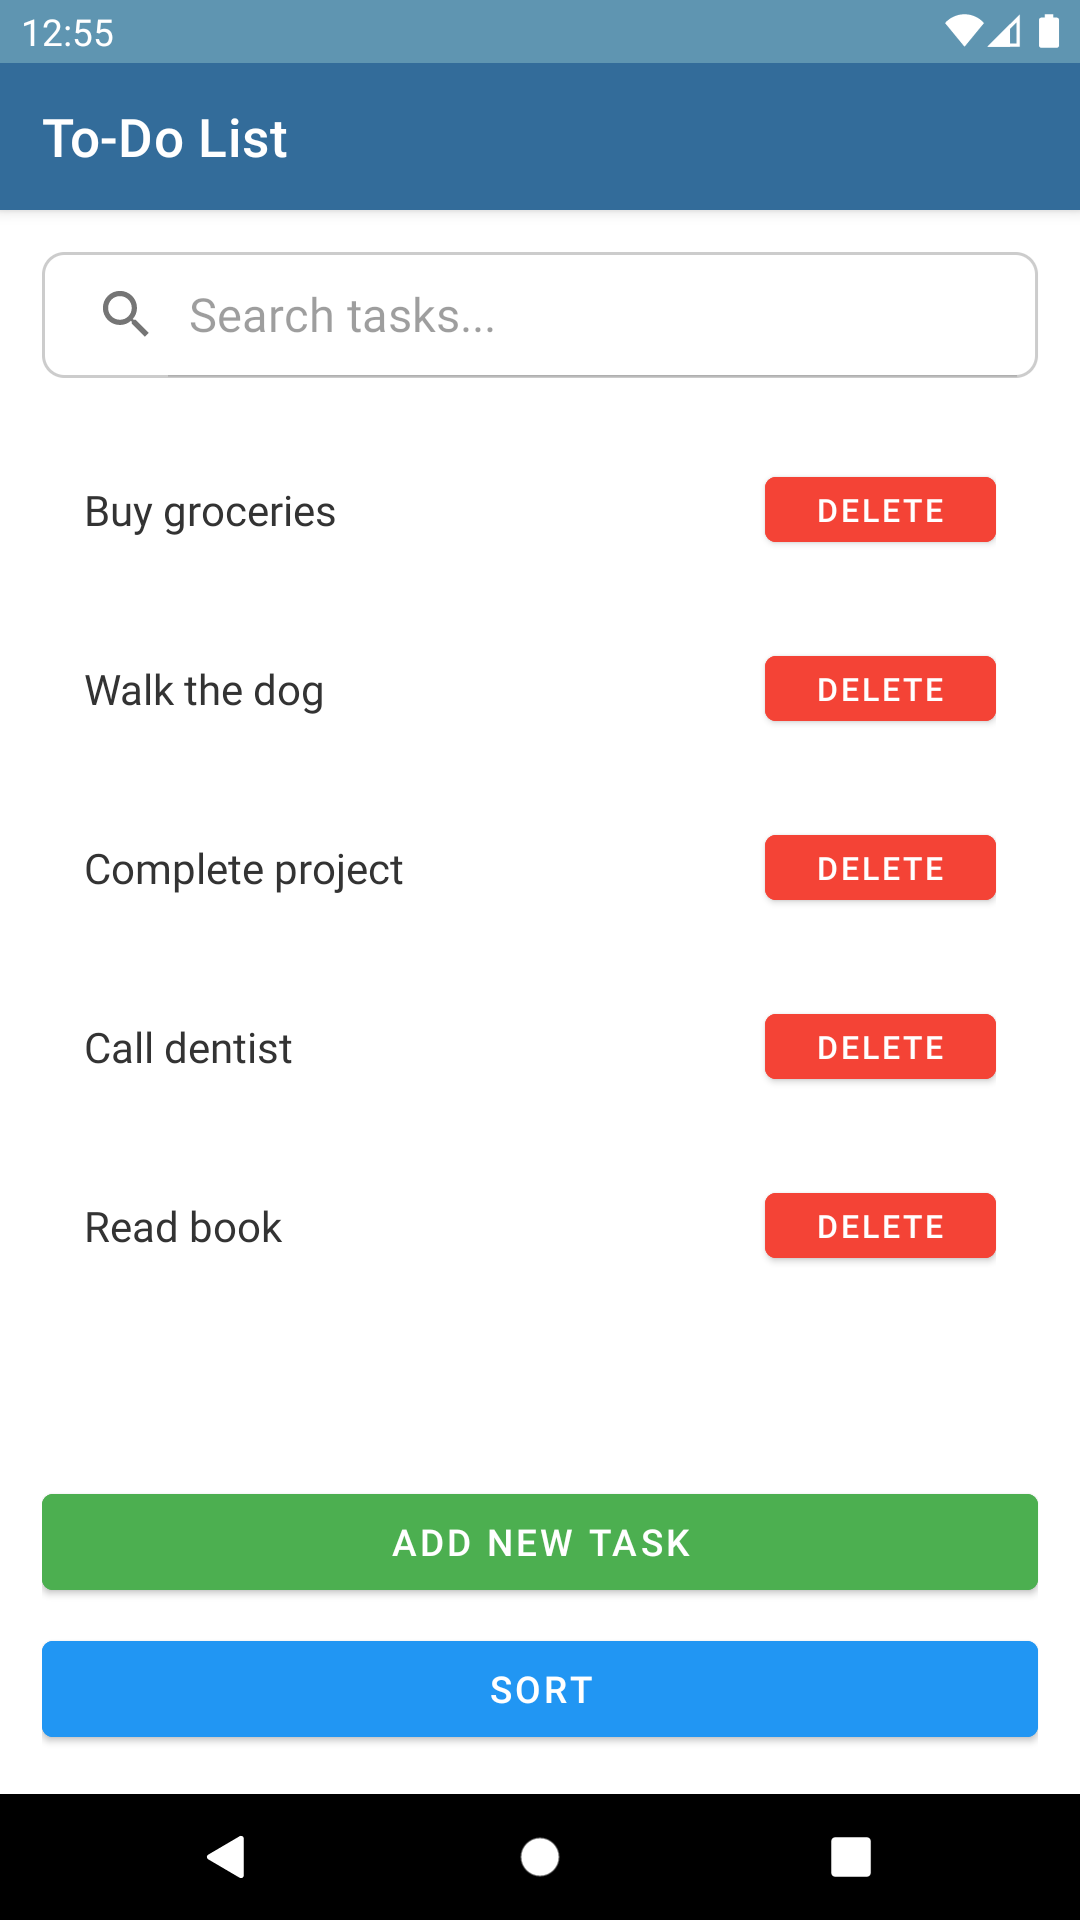 12:55
To-Do List
Search tasks...
Buy groceries DELETE
Walk the dog DELETE
Complete project DELETE
Call dentist DELETE
Read book DELETE
ADD NEW TASK
SORT